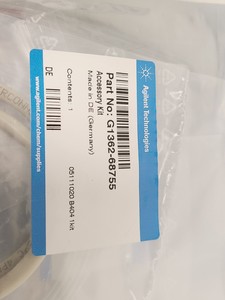 Agilent Technologies
Part No: G1362-68755
Accessory Kit
Made in DE (Germany)
Contents: 1
05111020 B404 1kit
DE
www.agilent.com/chem/supplies